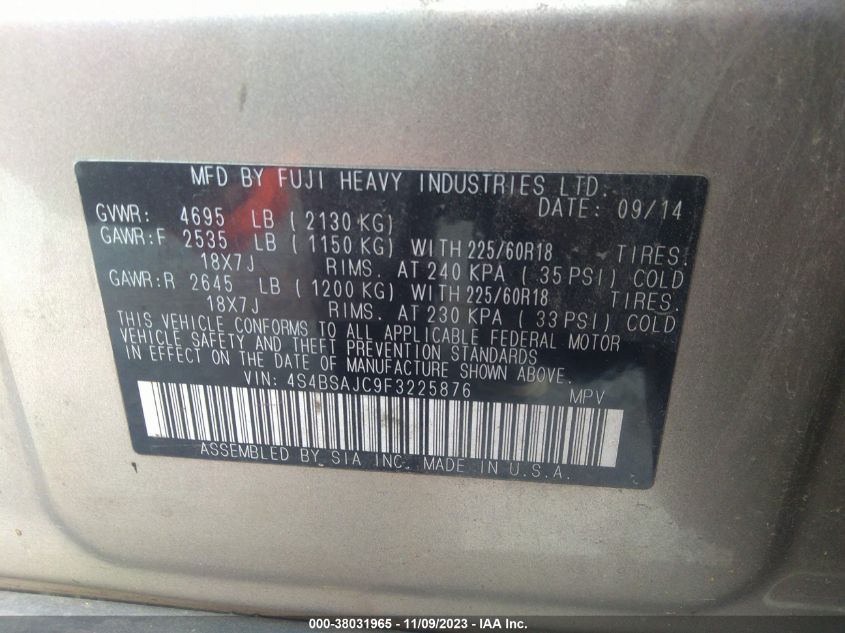 MFD BY FUJI HEAVY INDUSTRIES LTD.
DATE: 09/14
GVWR: 4695 LB ( 2130 KG)
GAWR:F 2535 LB ( 1150 KG) WITH 225/60R18 TIRES.
18X7J RIMS. AT 240 KPA ( 35 PSI) COLD
GAWR:R 2645 LB ( 1200 KG) WITH 225/60R18 TIRES.
18X7J RIMS. AT 230 KPA ( 33 PSI) COLD
THIS VEHICLE CONFORMS TO ALL APPLICABLE FEDERAL MOTOR
VEHICLE SAFETY AND THEFT PREVENTION STANDARDS
IN EFFECT ON THE DATE OF MANUFACTURE SHOWN ABOVE.
VIN: 4S4BSAJC9F3225876 MPV
ASSEMBLED BY SIA INC. MADE IN U.S.A.
000-38031965 - 11/09/2023 - IAA Inc.